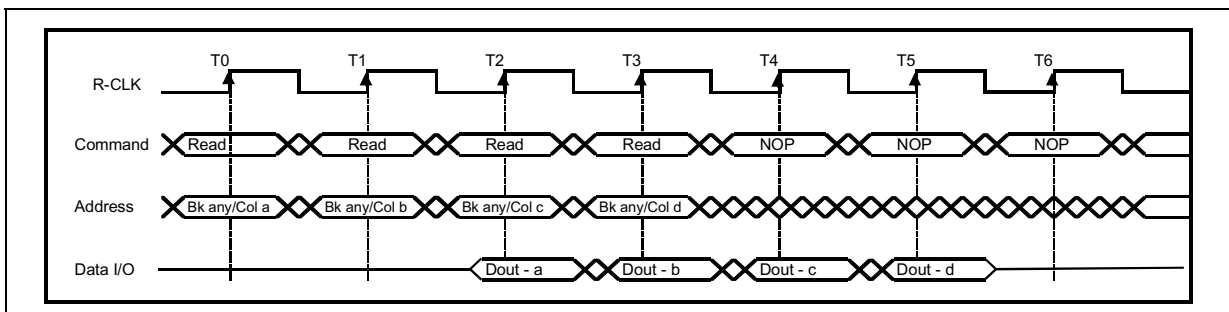 T0 T1 T2 T3 T4 T5 T6
R-CLK
Command Read Read Read Read NOP NOP NOP
Address Bk any/Col a Bk any/Col b Bk any/Col c Bk any/Col d
Data I/O Dout - a Dout - b Dout - c Dout - d